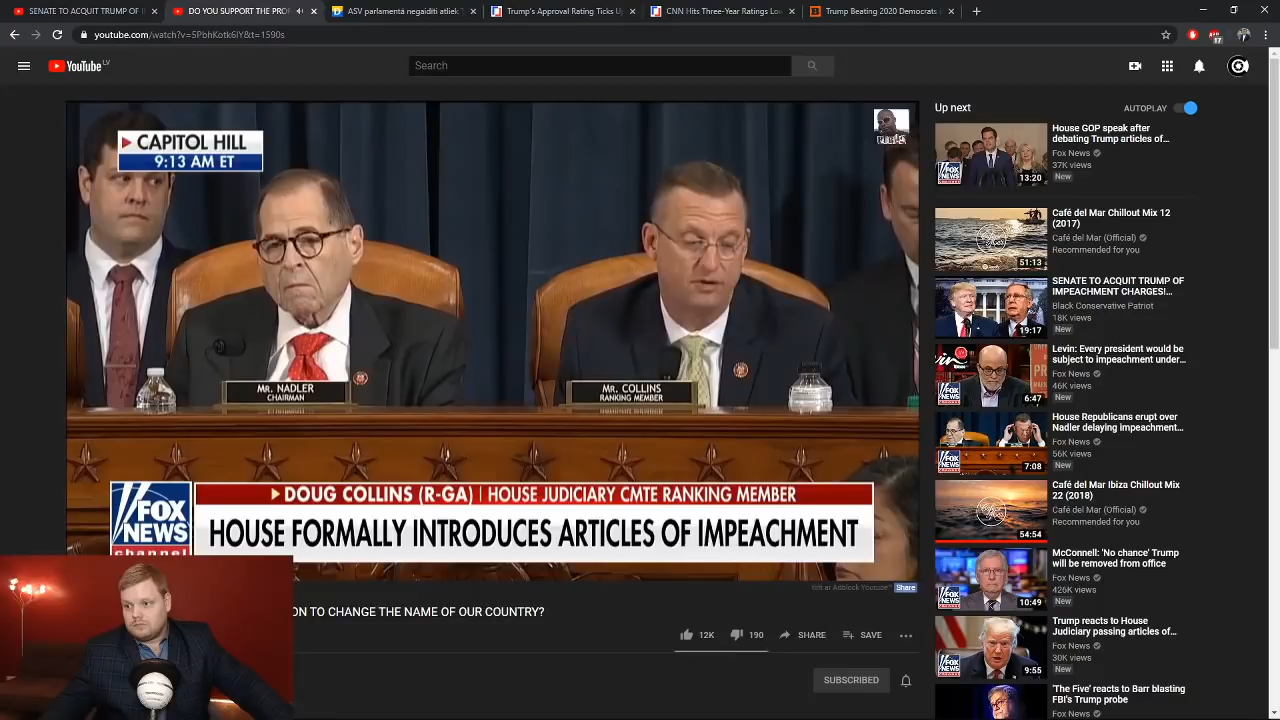 SENATE TO ACQUIT TRUMP OF I
DO YOU SUPPORT THE PRO
ASV parlamentā negaidīti atliek T
Trump's Approval Rating Ticks Up
CNN Hits Three-Year Ratings Lo
Trump Beating 2020 Democrats i
youtube.com/watch?v=5PbhKotk6IY&t=1590s
17
YouTube LV
Search
CAPITOL HILL
9:13 AM ET
MR. NADLER
CHAIRMAN
MR. COLLINS
RANKING MEMBER
FOX
NEWS
channel
DOUG COLLINS (R-GA) | HOUSE JUDICIARY CMTE RANKING MEMBER
HOUSE FORMALLY INTRODUCES ARTICLES OF IMPEACHMENT
Share
ON TO CHANGE THE NAME OF OUR COUNTRY?
12K
190
SHARE
SAVE
SUBSCRIBED
Up next
AUTOPLAY
House GOP speak after
debating Trump articles of...
Fox News
37K views
New
13:20
Café del Mar Chillout Mix 12
(2017)
Café del Mar (Official)
Recommended for you
51:13
SENATE TO ACQUIT TRUMP OF
IMPEACHMENT CHARGES!...
Black Conservative Patriot
18K views
New
19:17
Levin: Every president would be
subject to impeachment under...
Fox News
46K views
New
6:47
House Republicans erupt over
Nadler delaying impeachment...
Fox News
56K views
New
7:08
Café del Mar Ibiza Chillout Mix
22 (2018)
Café del Mar (Official)
Recommended for you
54:54
McConnell: 'No chance' Trump
will be removed from office
Fox News
426K views
New
10:49
Trump reacts to House
Judiciary passing articles of...
Fox News
30K views
New
9:55
'The Five' reacts to Barr blasting
FBI's Trump probe
Fox News